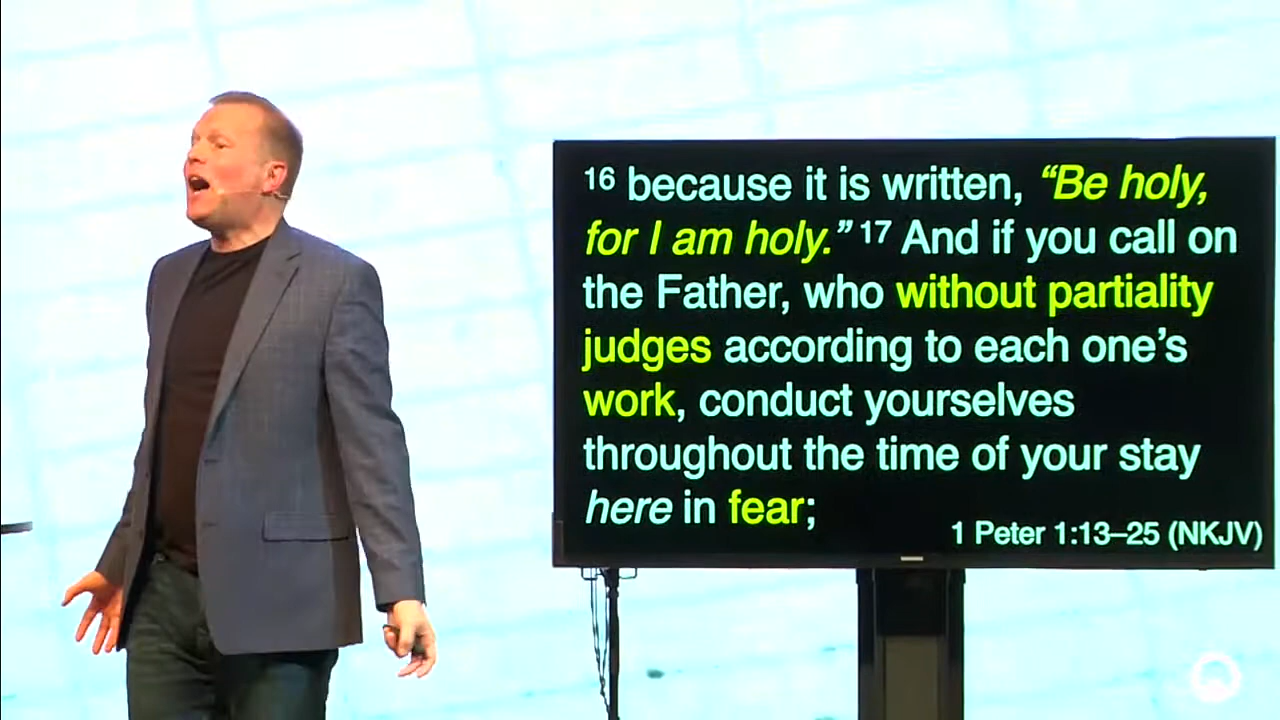 16 because it is written, “Be holy,
for I am holy.” 17 And if you call on
the Father, who without partiality
judges according to each one’s
work, conduct yourselves
throughout the time of your stay
here in fear;
1 Peter 1:13–25 (NKJV)